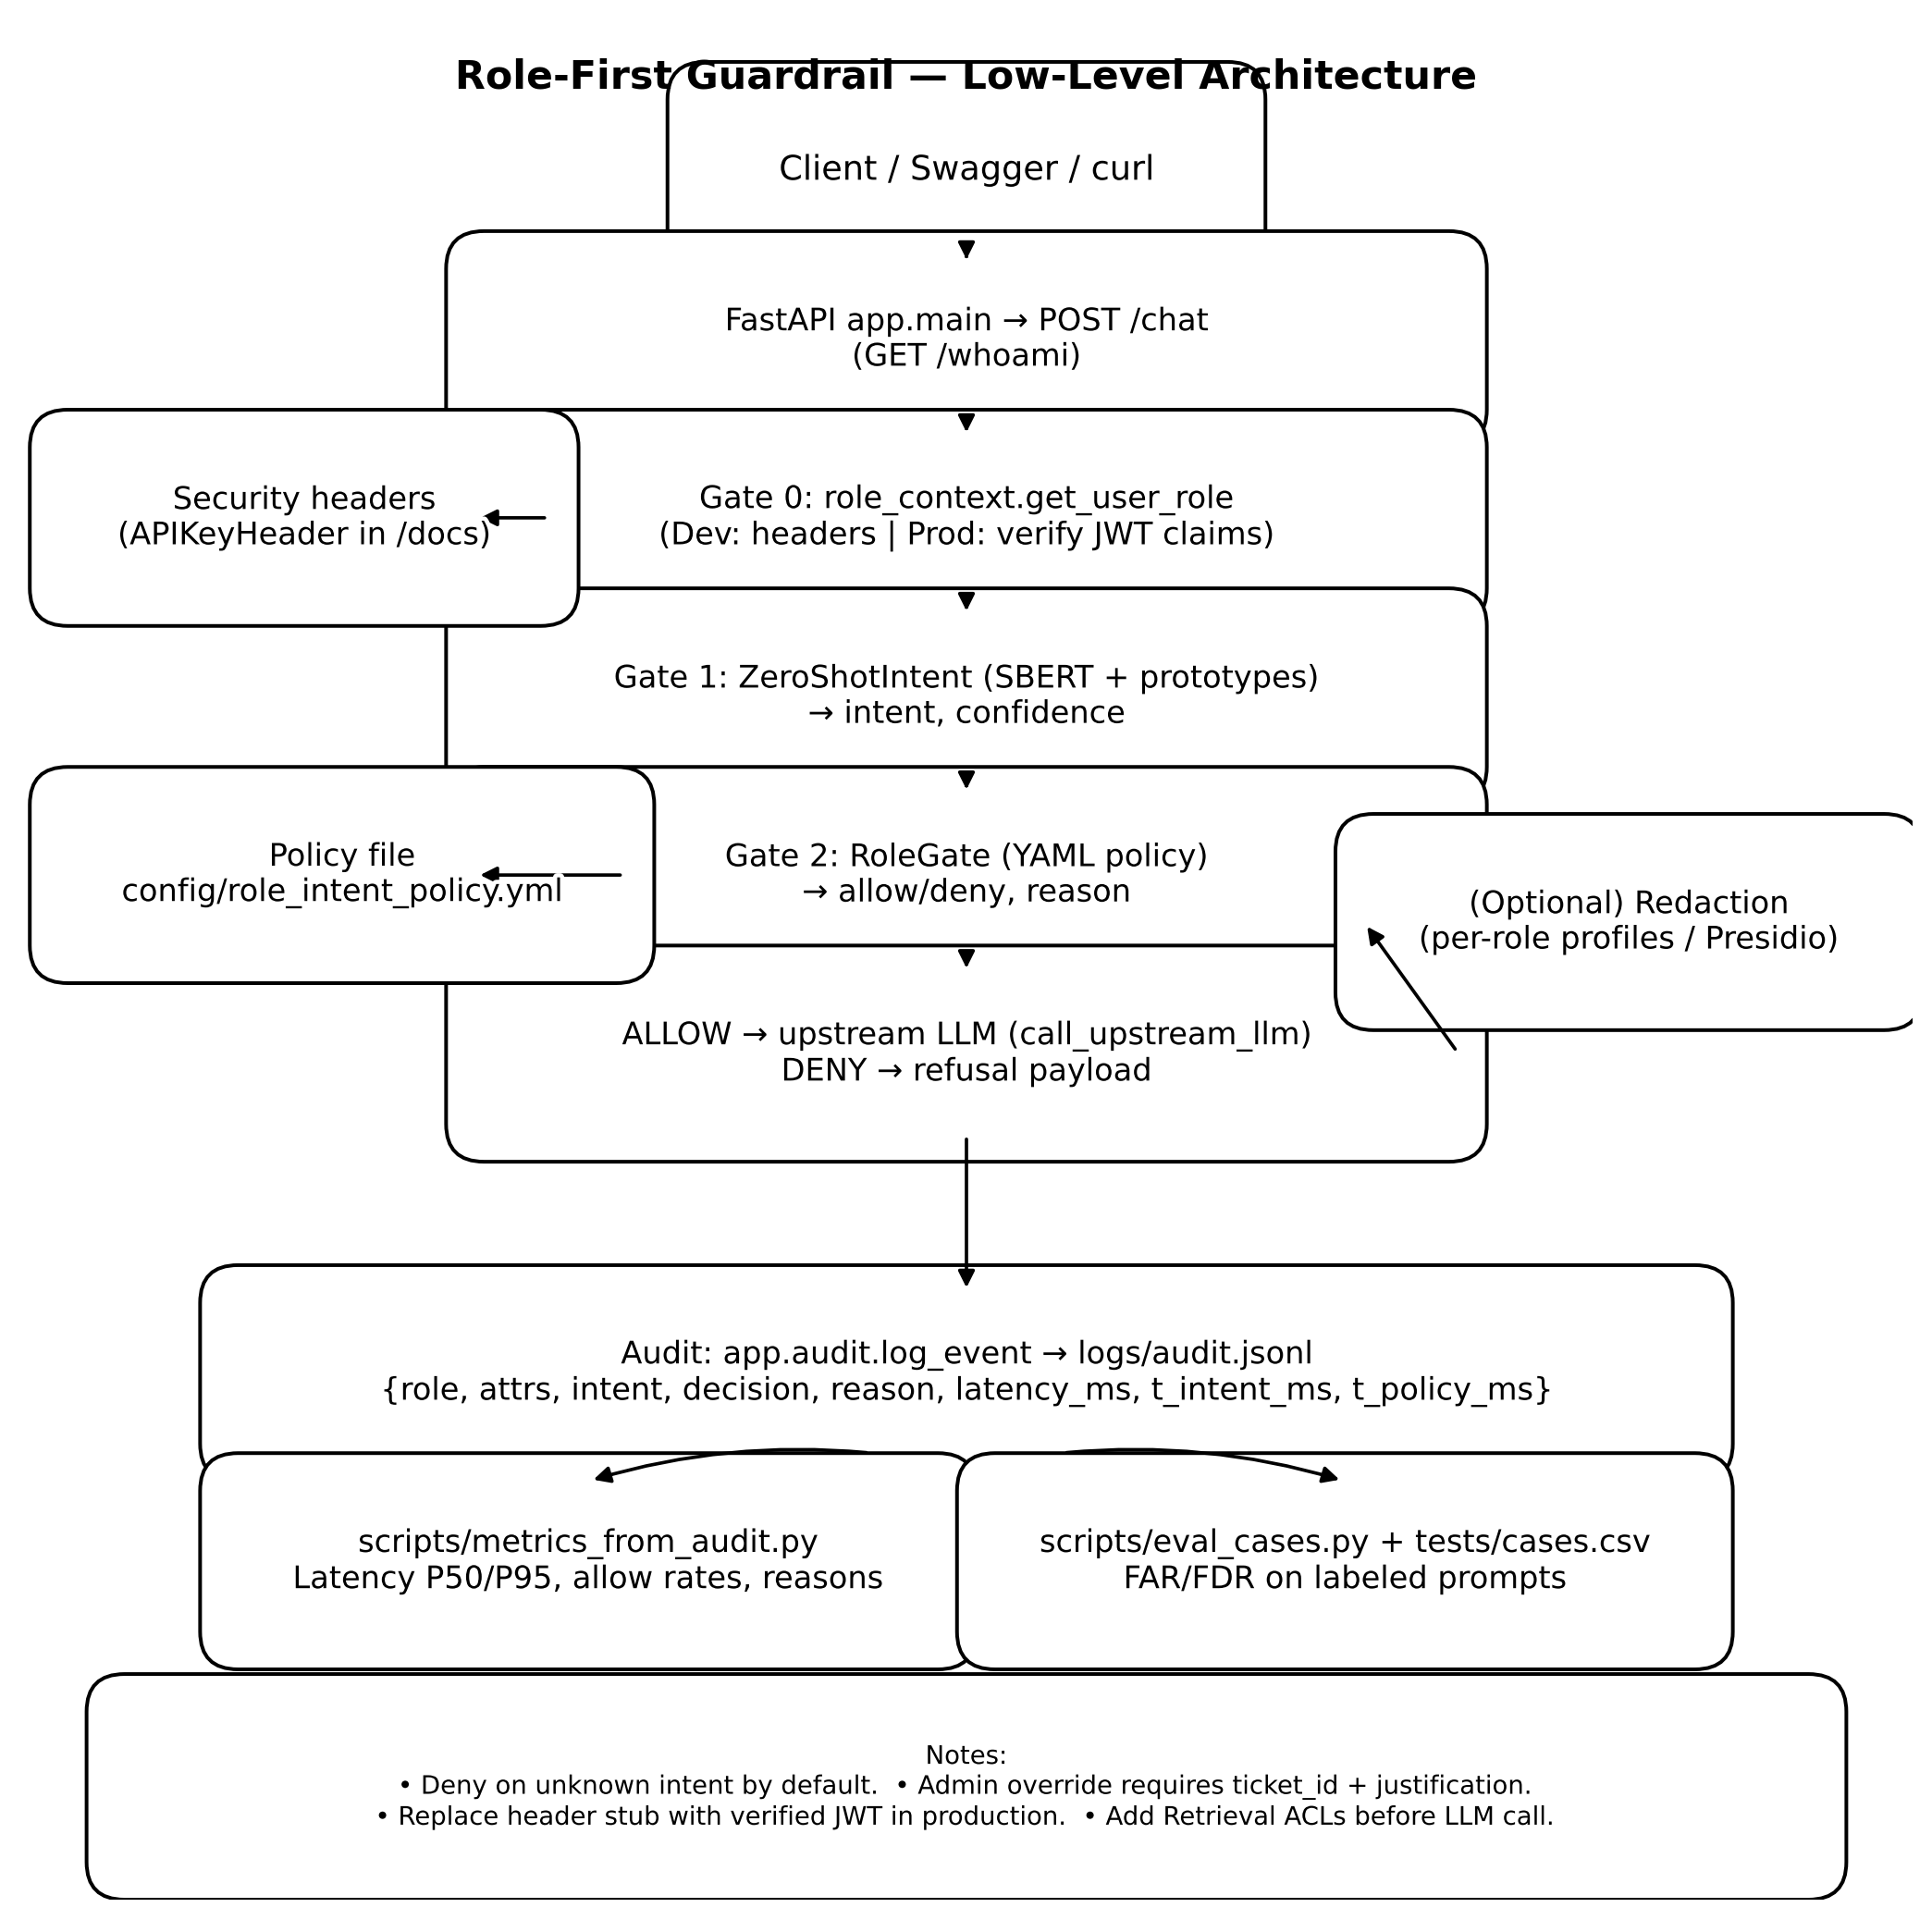 Role-First Guardrail — Low-Level Architecture
Client / Swagger / curl
FastAPI app.main → POST /chat
(GET /whoami)
Security headers
(APIKeyHeader in /docs)
Gate 0: role_context.get_user_role
(Dev: headers | Prod: verify JWT claims)
Gate 1: ZeroShotIntent (SBERT + prototypes)
→ intent, confidence
Policy file
config/role_intent_policy.yml
Gate 2: RoleGate (YAML policy)
→ allow/deny, reason
(Optional) Redaction
(per-role profiles / Presidio)
ALLOW → upstream LLM (call_upstream_llm)
DENY → refusal payload
Audit: app.audit.log_event → logs/audit.jsonl
{role, attrs, intent, decision, reason, latency_ms, t_intent_ms, t_policy_ms}
scripts/metrics_from_audit.py
Latency P50/P95, allow rates, reasons
scripts/eval_cases.py + tests/cases.csv
FAR/FDR on labeled prompts
Notes:
• Deny on unknown intent by default.  • Admin override requires ticket_id + justification.
• Replace header stub with verified JWT in production.  • Add Retrieval ACLs before LLM call.